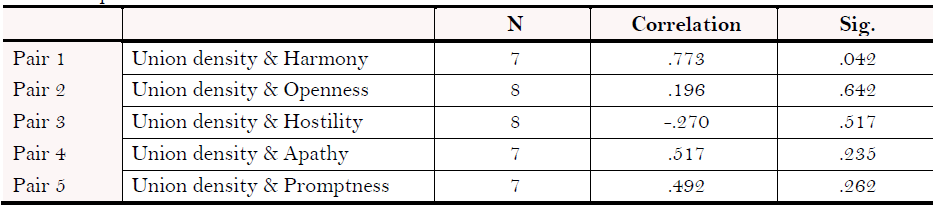 N Correlation Sig.
Pair 1 Union density & Harmony 7 .773 .042
Pair 2 Union density & Openness 8 .196 .642
Pair 3 Union density & Hostility 8 -.270 .517
Pair 4 Union density & Apathy 7 .517 .235
Pair 5 Union density & Promptness 7 .492 .262